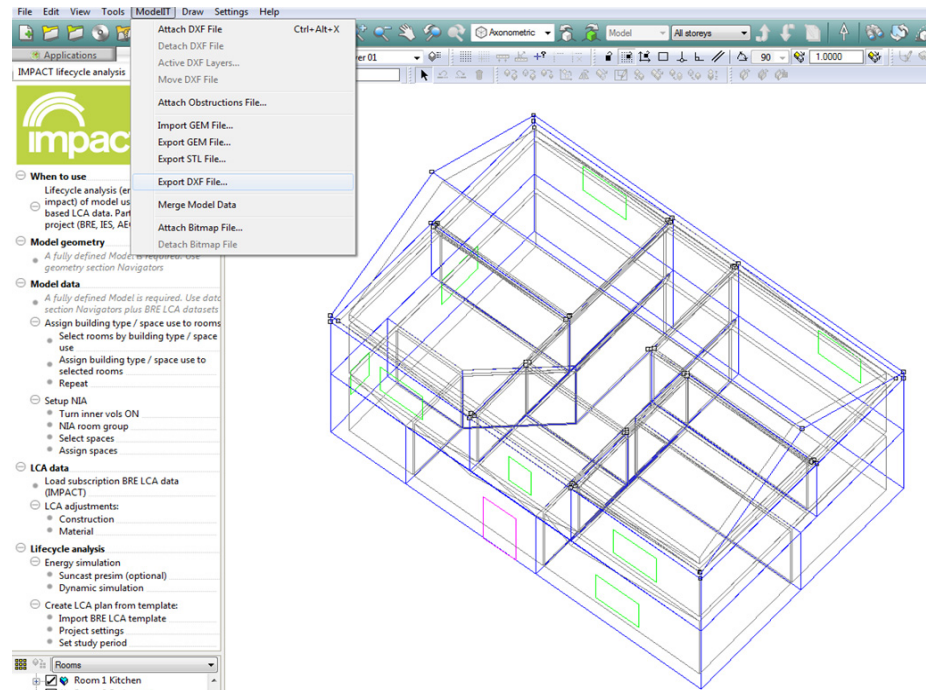 File Edit View Tools ModelIT Draw Settings Help
Attach DXF File Ctrl+Alt+X
Detach DXF File
Active DXF Layers...
Move DXF File
Attach Obstructions File...
Import GEM File...
Export GEM File...
Export STL File...
Export DXF File...
Merge Model Data
Attach Bitmap File...
Detach Bitmap File
Axonometric Model All storeys
Applications
er 01 90 1.0000
IMPACT lifecycle analysis
impac
When to use
Lifecycle analysis (er
impact) of model us
based LCA data. Part
project (BRE, IES, AE
Model geometry
A fully defined Model is required. Use
geometry section Navigators
Model data
A fully defined Model is required. Use data
section Navigators plus BRE LCA datasets
Assign building type / space use to rooms
Select rooms by building type / space
use
Assign building type / space use to
selected rooms
Repeat
Setup NIA
Turn inner vols ON
NIA room group
Select spaces
Assign spaces
LCA data
Load subscription BRE LCA data
(IMPACT)
LCA adjustments:
Construction
Material
Lifecycle analysis
Energy simulation
Suncast presim (optional)
Dynamic simulation
Create LCA plan from template:
Import BRE LCA template
Project settings
Set study period
Rooms
Room 1 Kitchen